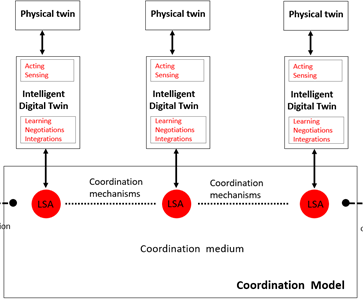 Physical twin
Physical twin
Physical twin
Acting
Sensing
Intelligent
Digital Twin
Learning
Negotiations
Integrations
Acting
Sensing
Intelligent
Digital Twin
Learning
Negotiations
Integrations
Acting
Sensing
Intelligent
Digital Twin
Learning
Negotiations
Integrations
Coordination
mechanisms
Coordination
mechanisms
LSA
LSA
LSA
Coordination medium
Coordination Model